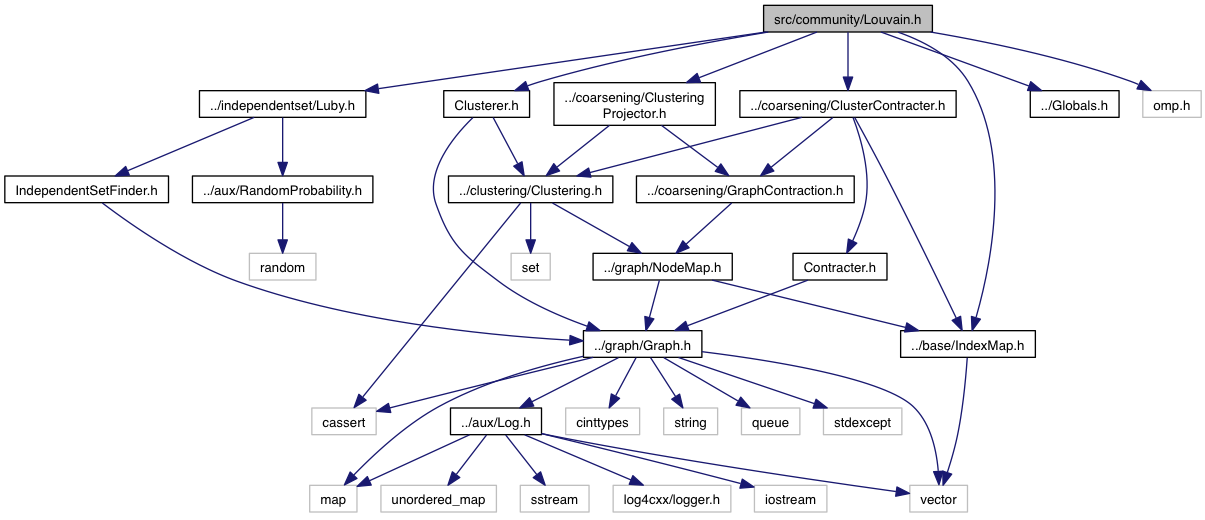 src/community/Louvain.h
../independentset/Luby.h
Clusterer.h
../coarsening/Clustering
Projector.h
../coarsening/ClusterContracter.h
../Globals.h
omp.h
IndependentSetFinder.h
../aux/RandomProbability.h
../clustering/Clustering.h
../coarsening/GraphContraction.h
random
set
../graph/NodeMap.h
Contracter.h
../graph/Graph.h
../base/IndexMap.h
cassert
../aux/Log.h
cinttypes
string
queue
stdexcept
map
unordered_map
sstream
log4cxx/logger.h
iostream
vector